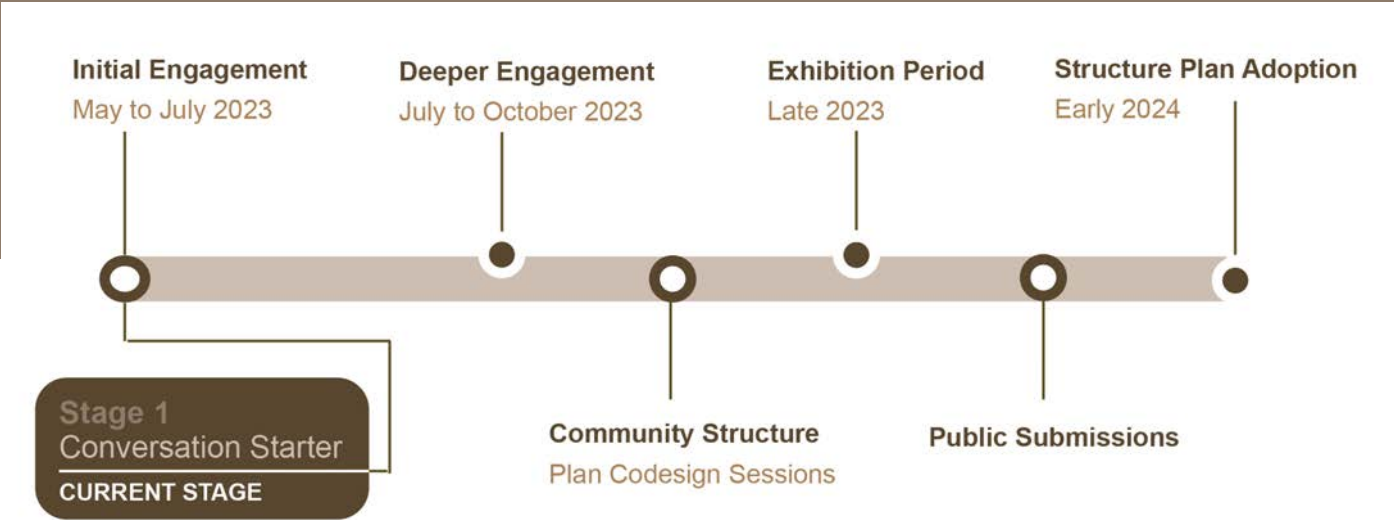 Initial Engagement
May to July 2023
Deeper Engagement
July to October 2023
Exhibition Period
Late 2023
Structure Plan Adoption
Early 2024
Stage 1
Conversation Starter
CURRENT STAGE
Community Structure
Plan Codesign Sessions
Public Submissions